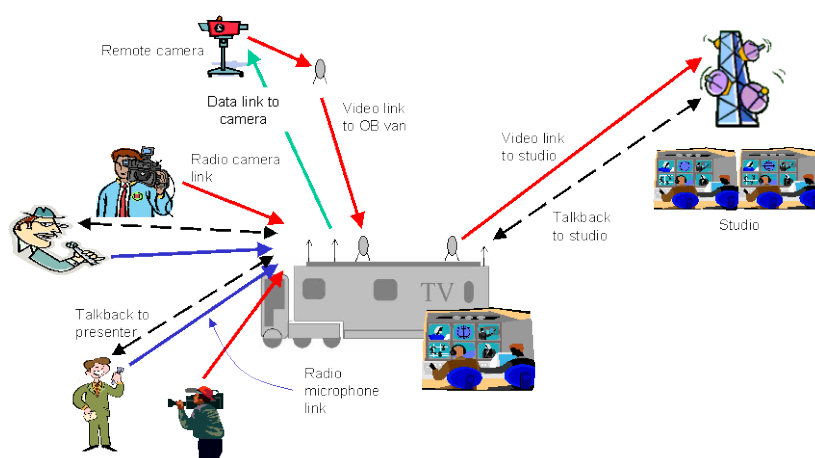 Remote camera
Data link to
camera
Video link
to OB van
Video link
to studio
Radio camera
link
Talkback
to studio
Studio
TV
Talkback to
presenter
Radio
microphone
link